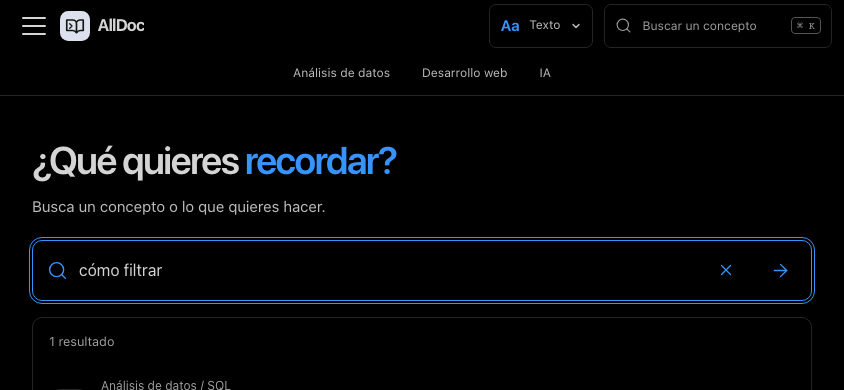 AllDoc
Aa Texto
Buscar un concepto
⌘ K
Análisis de datos
Desarrollo web
IA
¿Qué quieres recordar?
Busca un concepto o lo que quieres hacer.
cómo filtrar
1 resultado
Análisis de datos / SQL